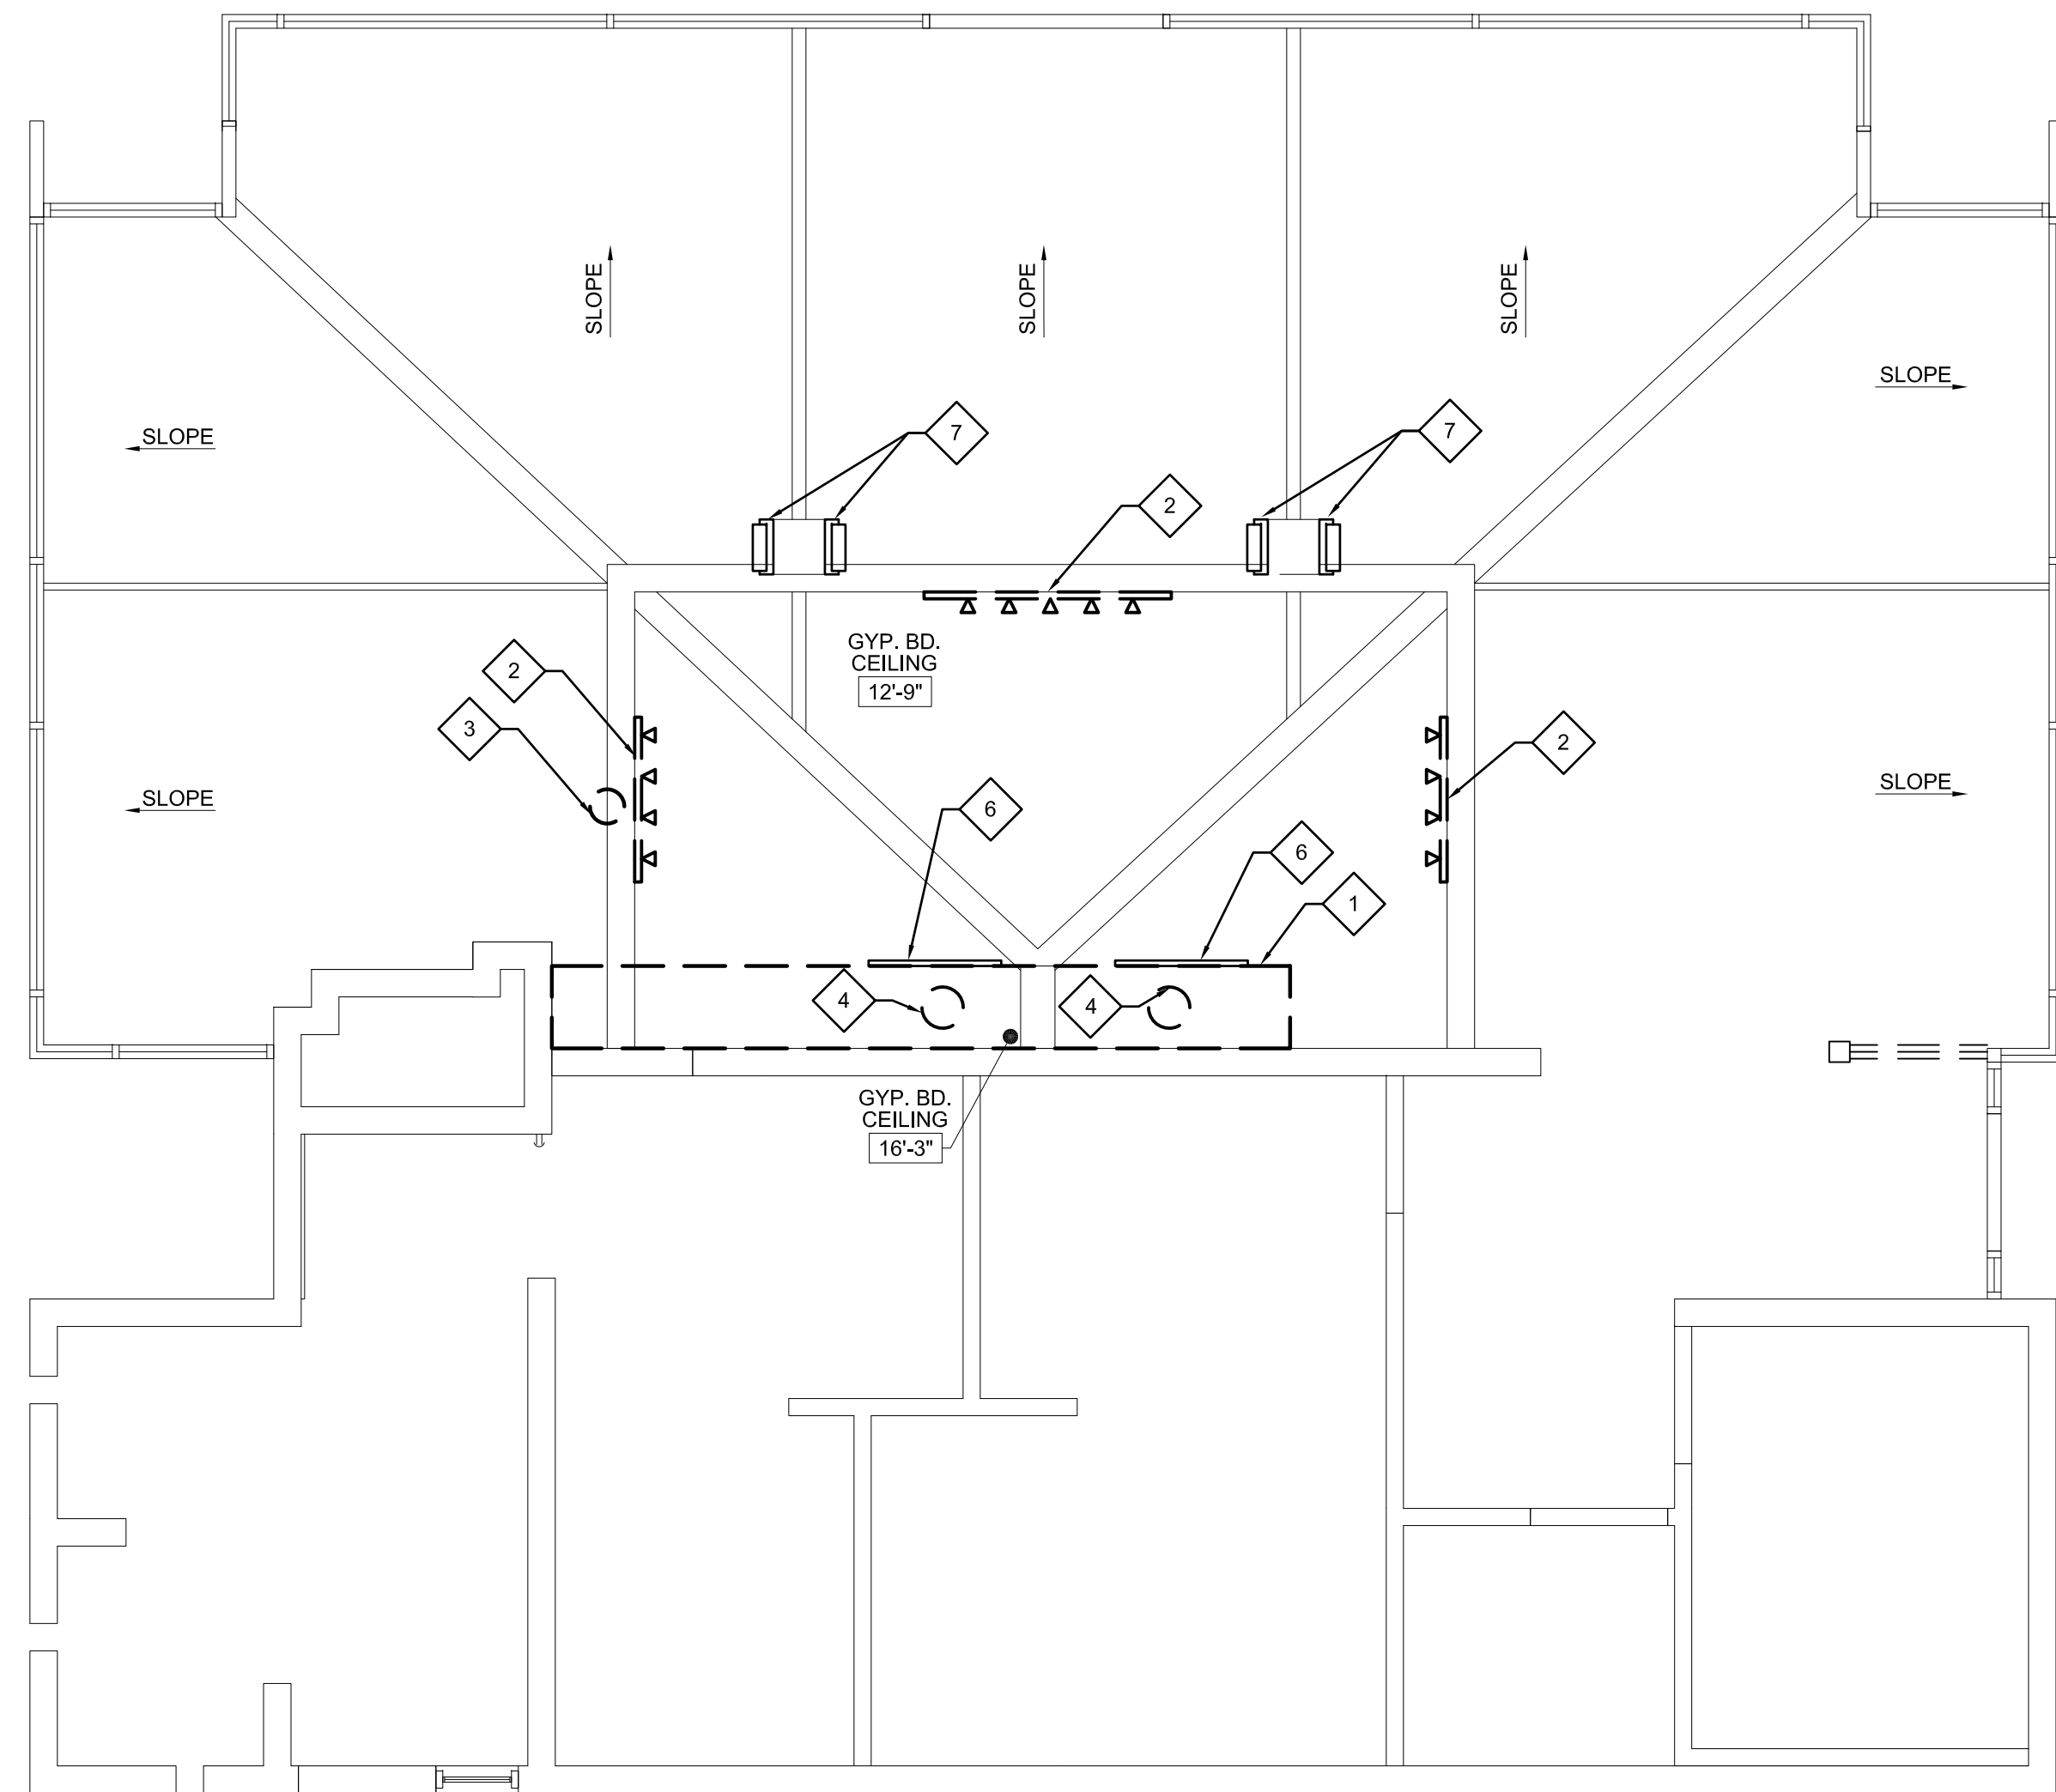 SLOPE
SLOPE
SLOPE
SLOPE
SLOPE
7
7
2
GYP. BD.
CEILING
12'-9"
2
3
2
SLOPE
SLOPE
6
6
1
4
4
GYP. BD.
CEILING
16'-3"